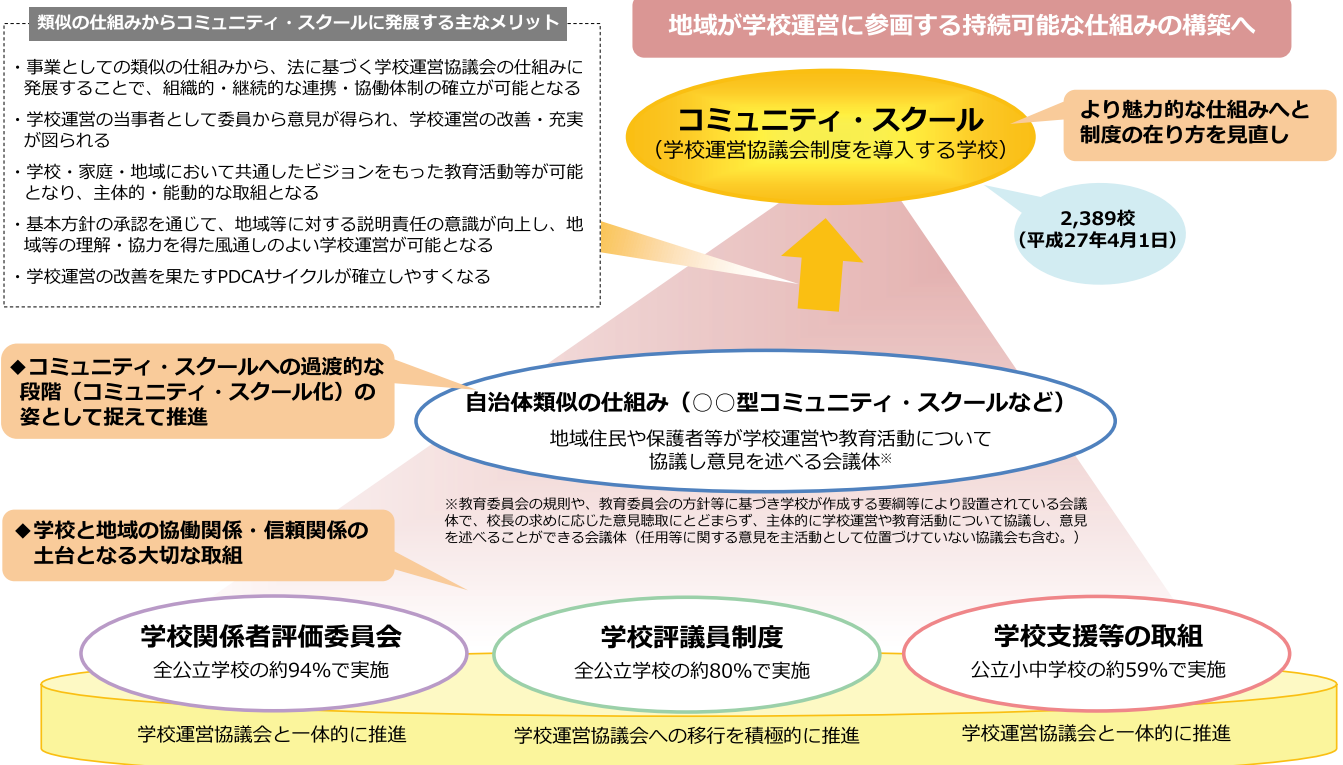 類似の仕組みからコミュニティ・スクールに発展する主なメリット
・事業としての類似の仕組みから、法に基づく学校運営協議会の仕組みに
発展することで、組織的・継続的な連携・協働体制の確立が可能となる
・学校運営の当事者として委員から意見が得られ、学校運営の改善・充実
が図られる
・学校・家庭・地域において共通したビジョンをもった教育活動等が可能
となり、主体的・能動的な取組となる
・基本方針の承認を通じて、地域等に対する説明責任の意識が向上し、地
域等の理解・協力を得た風通しのよい学校運営が可能となる
・学校運営の改善を果たすPDCAサイクルが確立しやすくなる
地域が学校運営に参画する持続可能な仕組みの構築へ
コミュニティ・スクール
（学校運営協議会制度を導入する学校）
より魅力的な仕組みへと
制度の在り方を見直し
2,389校
（平成27年4月1日）
◆コミュニティ・スクールへの過渡的な
段階（コミュニティ・スクール化）の
姿として捉えて推進
自治体類似の仕組み（○○型コミュニティ・スクールなど）
地域住民や保護者等が学校運営や教育活動について
協議し意見を述べる会議体※
※教育委員会の規則や、教育委員会の方針等に基づき学校が作成する要綱等により設置されている会議
体で、校長の求めに応じた意見聴取にとどまらず、主体的に学校運営や教育活動について協議し、意見
を述べることができる会議体（任用等に関する意見を主活動として位置づけていない協議会も含む。）
◆学校と地域の協働関係・信頼関係の
土台となる大切な取組
学校関係者評価委員会
全公立学校の約94%で実施
学校運営協議会と一体的に推進
学校評議員制度
全公立学校の約80%で実施
学校運営協議会への移行を積極的に推進
学校支援等の取組
公立小中学校の約59%で実施
学校運営協議会と一体的に推進